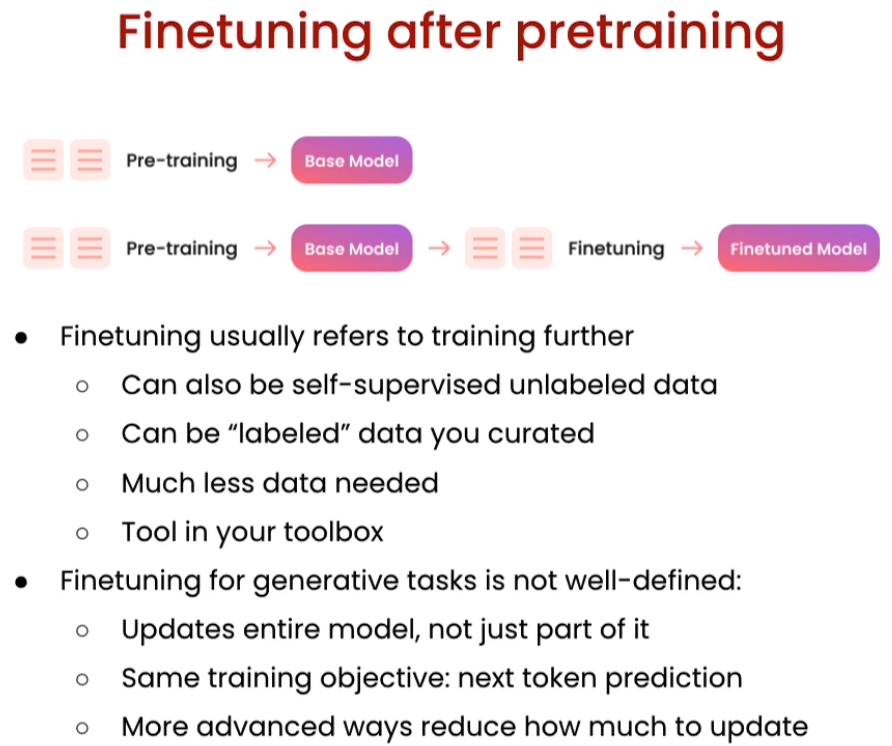 Finetuning after pretraining
Pre-training → Base Model
Pre-training → Base Model → Finetuning → Finetuned Model
● Finetuning usually refers to training further
○ Can also be self-supervised unlabeled data
○ Can be “labeled” data you curated
○ Much less data needed
○ Tool in your toolbox
● Finetuning for generative tasks is not well-defined:
○ Updates entire model, not just part of it
○ Same training objective: next token prediction
○ More advanced ways reduce how much to update